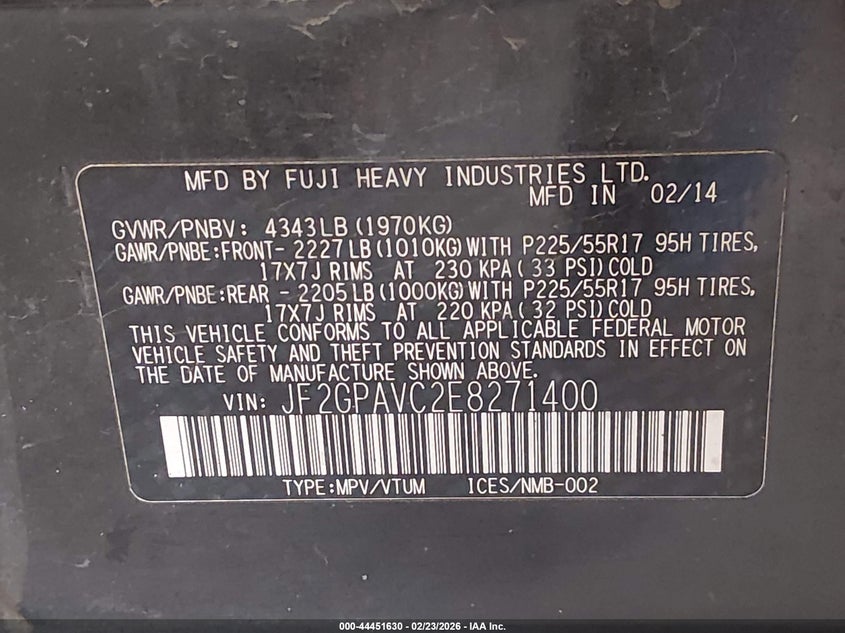 MFD BY FUJI HEAVY INDUSTRIES LTD.
MFD IN 02/14
GVWR/PNBV: 4343LB (1970KG)
GAWR/PNBE:FRONT- 2227LB (1010KG) WITH P225/55R17 95H TIRES,
17X7J RIMS AT 230 KPA ( 33 PSI) COLD
GAWR/PNBE:REAR - 2205LB (1000KG) WITH P225/55R17 95H TIRES,
17X7J RIMS AT 220 KPA ( 32 PSI) COLD
THIS VEHICLE CONFORMS TO ALL APPLICABLE FEDERAL MOTOR
VEHICLE SAFETY AND THEFT PREVENTION STANDARDS IN EFFECT ON
THE DATE OF MANUFACTURE SHOWN ABOVE.
VIN: JF2GPAVC2E8271400
TYPE:MPV/VTUM ICES/NMB-002
000-44451630 - 02/23/2026 - IAA Inc.